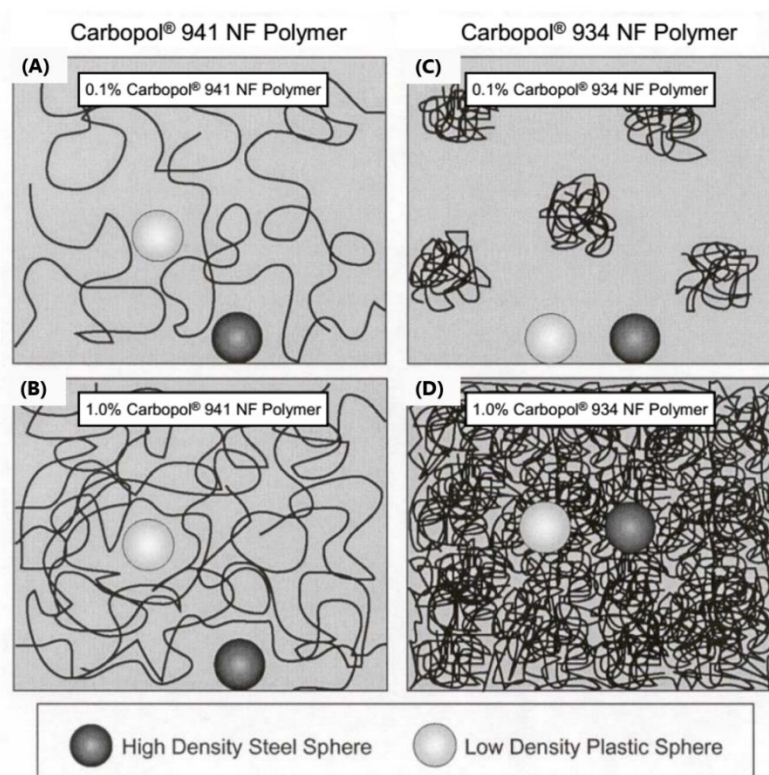 Carbopol® 941 NF Polymer
Carbopol® 934 NF Polymer
(A)
0.1% Carbopol® 941 NF Polymer
(C)
0.1% Carbopol® 934 NF Polymer
(B)
1.0% Carbopol® 941 NF Polymer
(D)
1.0% Carbopol® 934 NF Polymer
High Density Steel Sphere
Low Density Plastic Sphere